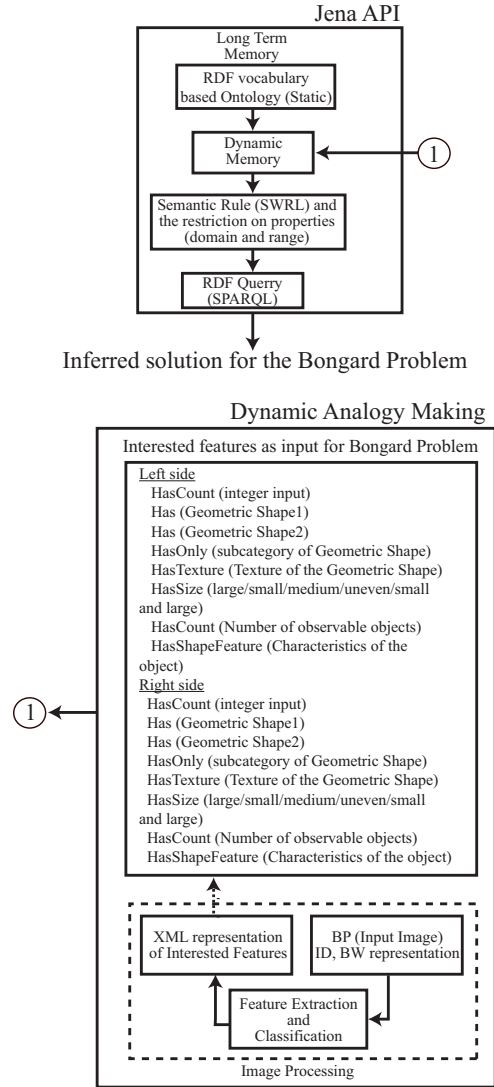 Jena API
Long Term
Memory
RDF vocabulary
based Ontology (Static)
Dynamic
Memory
1
Semantic Rule (SWRL) and
the restriction on properties
(domain and range)
RDF Querry
(SPARQL)
Inferred solution for the Bongard Problem
Dynamic Analogy Making
Interested features as input for Bongard Problem
Left side
HasCount (integer input)
Has (Geometric Shape1)
Has (Geometric Shape2)
HasOnly (subcategory of Geometric Shape)
HasTexture (Texture of the Geometric Shape)
HasSize (large/small/medium/uneven/small
and large)
HasCount (Number of observable objects)
HasShapeFeature (Characteristics of the
object)
Right side
HasCount (integer input)
Has (Geometric Shape1)
Has (Geometric Shape2)
HasOnly (subcategory of Geometric Shape)
HasTexture (Texture of the Geometric Shape)
HasSize (large/small/medium/uneven/small
and large)
HasCount (Number of observable objects)
HasShapeFeature (Characteristics of the object)
1
XML representation
of Interested Features
BP (Input Image)
ID, BW representation
Feature Extraction
and
Classification
Image Processing